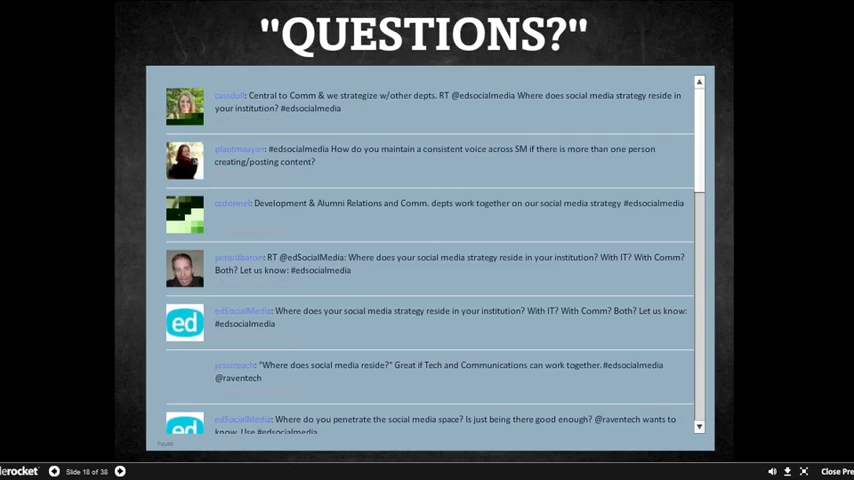 "QUESTIONS?"
cassdull: Central to Comm & we strategize w/other depts. RT @edsocialmedia Where does social media strategy reside in
your institution? #edsocialmedia
plautmaayan: #edsocialmedia How do you maintain a consistent voice across SM if there is more than one person
creating/posting content?
Development & Alumni Relations and Comm. depts work together on our social media strategy #edsocialmedia
peterdbaron: RT @edSocialMedia: Where does your social media strategy reside in your institution? With IT? With Comm?
Both? Let us know: #edsocialmedia
ed
edSocialMedia: Where does your social media strategy reside in your institution? With IT? With Comm? Both? Let us know:
#edsocialmedia
"Where does social media reside?" Great if Tech and Communications can work together. #edsocialmedia
@raventech
ed
edSocialMedia: Where do you penetrate the social media space? Is just being there good enough? @raventech wants to
know. Use #edsocialmedia
Pause
lerocket Slide 18 of 38 Close Pre